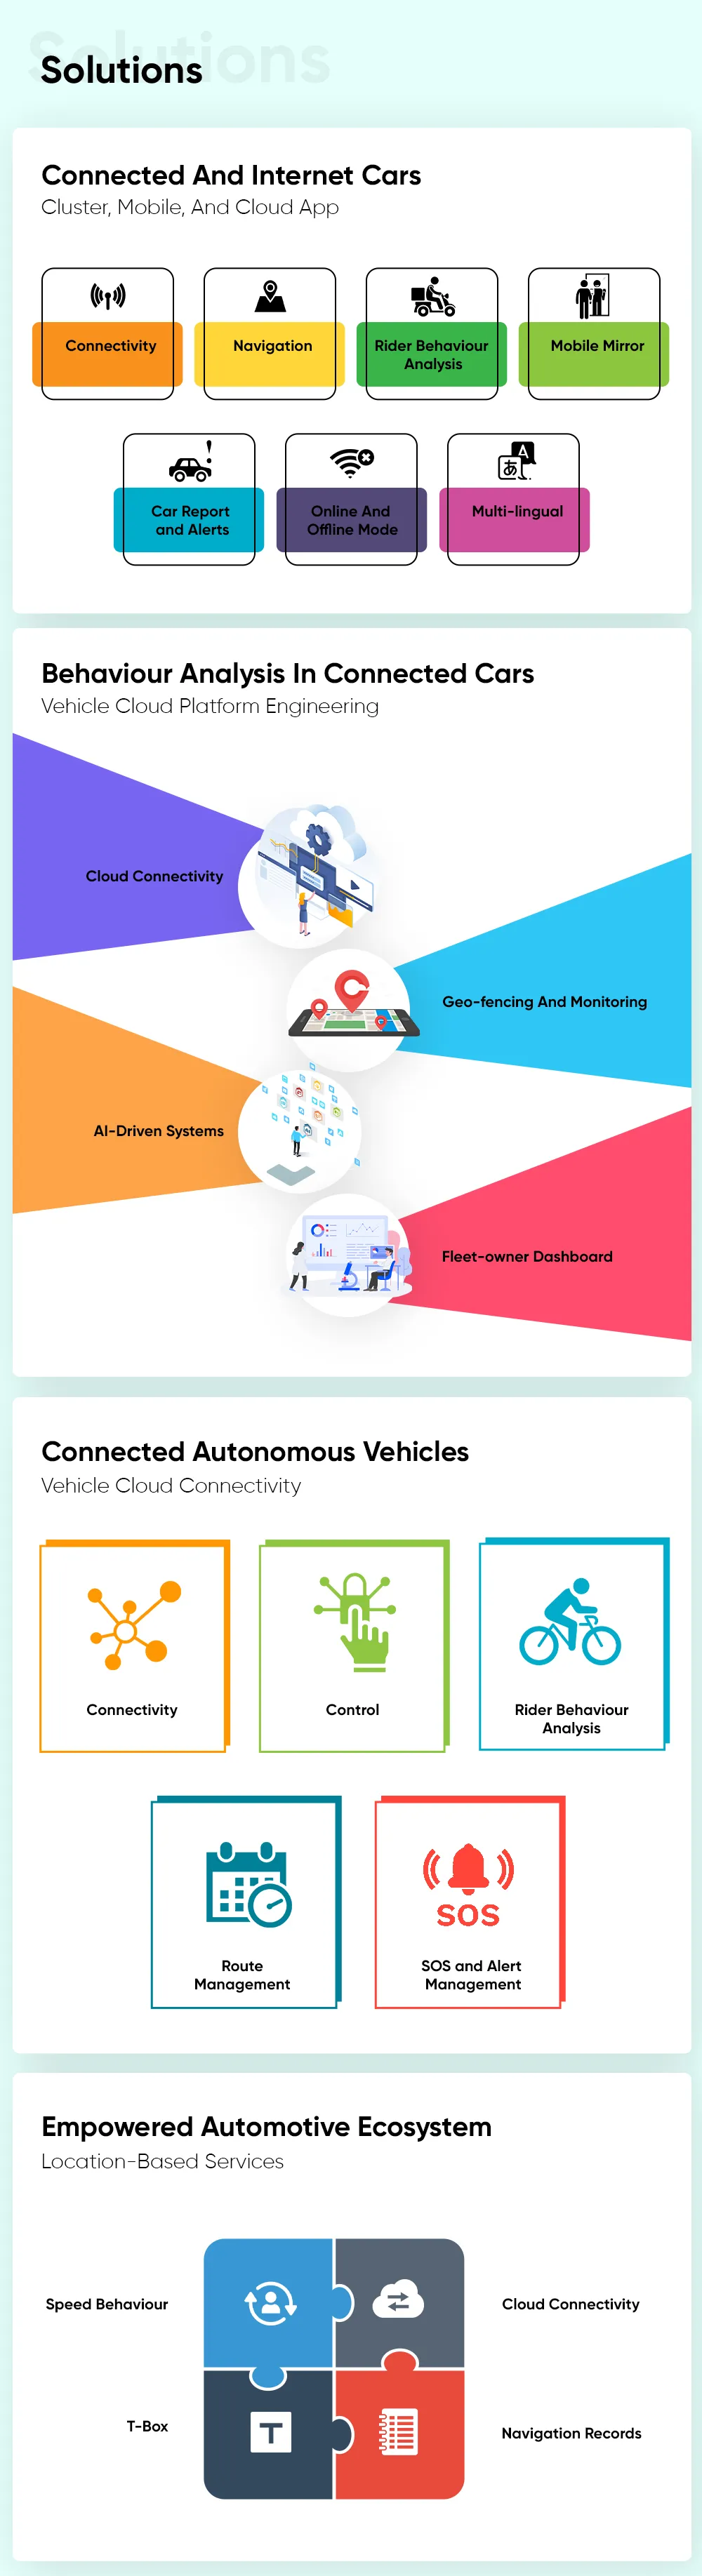 Solutions
Solutions
Connected And Internet Cars
Cluster, Mobile, And Cloud App
Connectivity
Navigation
Rider Behaviour
Analysis
Mobile Mirror
A
あ
Car Report
and Alerts
Online And
Offline Mode
Multi-lingual
Behaviour Analysis In Connected Cars
Vehicle Cloud Platform Engineering
Cloud Connectivity
Geo-fencing And Monitoring
AI-Driven Systems
Fleet-owner Dashboard
Connected Autonomous Vehicles
Vehicle Cloud Connectivity
Connectivity
Control
Rider Behaviour
Analysis
SOS
Route
Management
SOS and Alert
Management
Empowered Automotive Ecosystem
Location-Based Services
Speed Behaviour
Cloud Connectivity
T-Box
T
Navigation Records